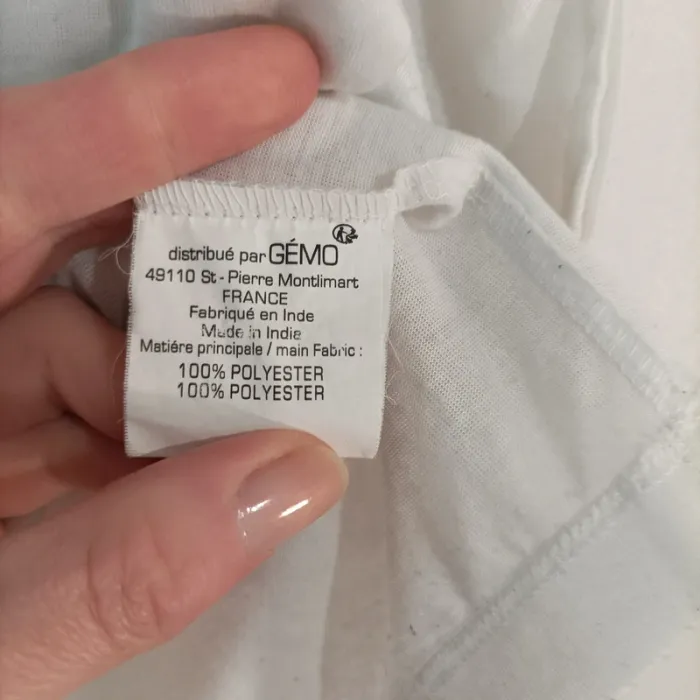 distribué par GÉMO
49110 St-Pierre Montlimart
FRANCE
Fabriqué en Inde
Made in India
Matiére principale / main Fabric :
100% POLYESTER
100% POLYESTER